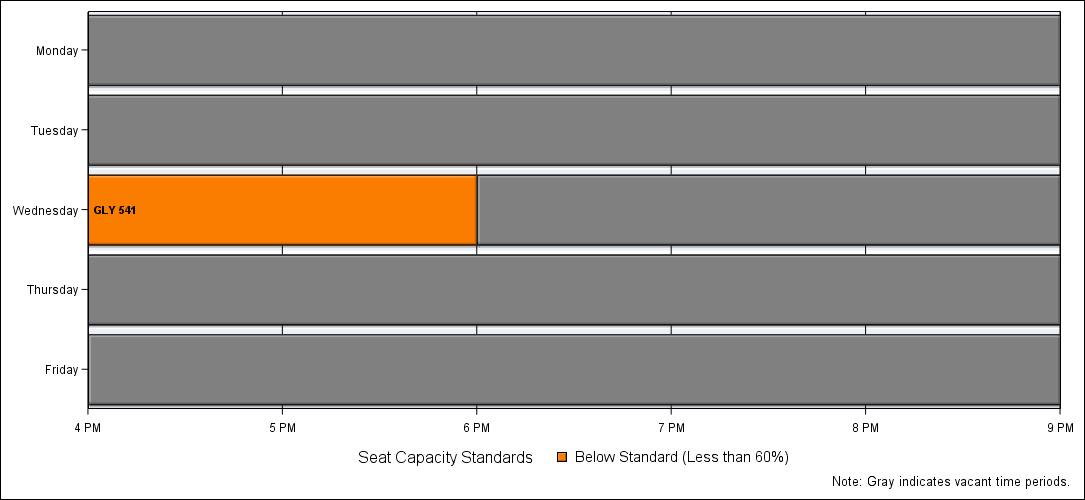 Monday
Tuesday
Wednesday
GLY 541
Thursday
Friday
4 PM 5 PM 6 PM 7 PM 8 PM 9 PM
Seat Capacity Standards Below Standard (Less than 60%)
Note: Gray indicates vacant time periods.